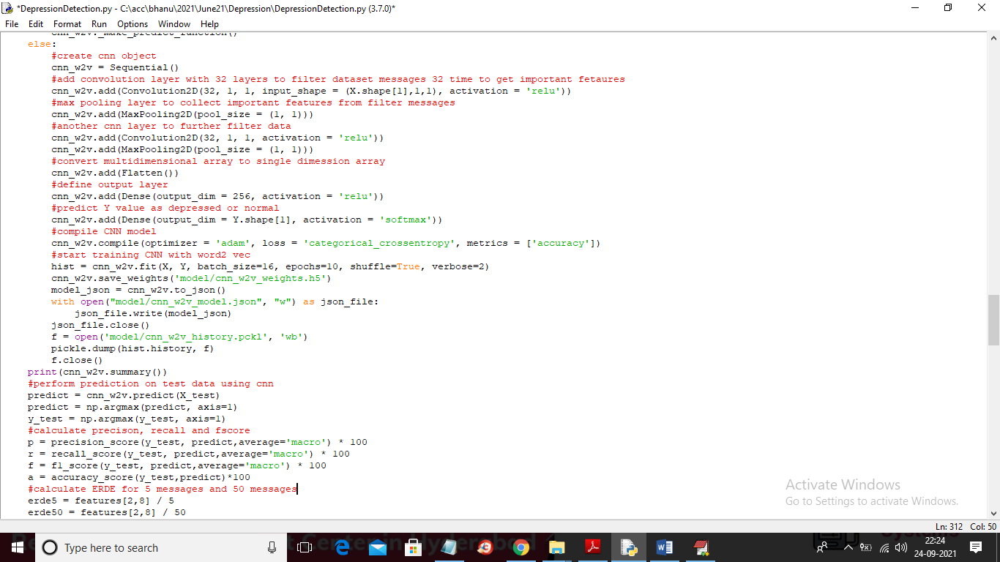 *DepressionDetection.py - C:\acc\bhanu\2021\June21\Depression\DepressionDetection.py (3.7.0)*
File Edit Format Run Options Window Help
cnn_w2v._make_predict_function()
else:
#create cnn object
cnn_w2v = Sequential()
#add convolution layer with 32 layers to filter dataset messages 32 time to get important fetaures
cnn_w2v.add(Convolution2D(32, 1, 1, input_shape = (X.shape[1],1,1), activation = 'relu'))
#max pooling layer to collect important features from filter messages
cnn_w2v.add(MaxPooling2D(pool_size = (1, 1)))
#another cnn layer to further filter data
cnn_w2v.add(Convolution2D(32, 1, 1, activation = 'relu'))
cnn_w2v.add(MaxPooling2D(pool_size = (1, 1)))
#convert multidimensional array to single dimession array
cnn_w2v.add(Flatten())
#define output layer
cnn_w2v.add(Dense(output_dim = 256, activation = 'relu'))
#predict Y value as depressed or normal
cnn_w2v.add(Dense(output_dim = Y.shape[1], activation = 'softmax'))
#compile CNN model
cnn_w2v.compile(optimizer = 'adam', loss = 'categorical_crossentropy', metrics = ['accuracy'])
#start training CNN with word2 vec
hist = cnn_w2v.fit(X, Y, batch_size=16, epochs=10, shuffle=True, verbose=2)
cnn_w2v.save_weights('model/cnn_w2v_weights.h5')
model_json = cnn_w2v.to_json()
with open("model/cnn_w2v_model.json", "w") as json_file:
json_file.write(model_json)
json_file.close()
f = open('model/cnn_w2v_history.pckl', 'wb')
pickle.dump(hist.history, f)
f.close()
print(cnn_w2v.summary())
#perform prediction on test data using cnn
predict = cnn_w2v.predict(X_test)
predict = np.argmax(predict, axis=1)
y_test = np.argmax(y_test, axis=1)
#calculate precison, recall and fscore
p = precision_score(y_test, predict,average='macro') * 100
r = recall_score(y_test, predict,average='macro') * 100
f = f1_score(y_test, predict,average='macro') * 100
a = accuracy_score(y_test,predict)*100
#calculate ERDE for 5 messages and 50 messages
erde5 = features[2,8] / 5
erde50 = features[2,8] / 50
Activate Windows
Go to Settings to activate Windows.
Ln: 312 Col: 50
Type here to search
22:24
24-09-2021